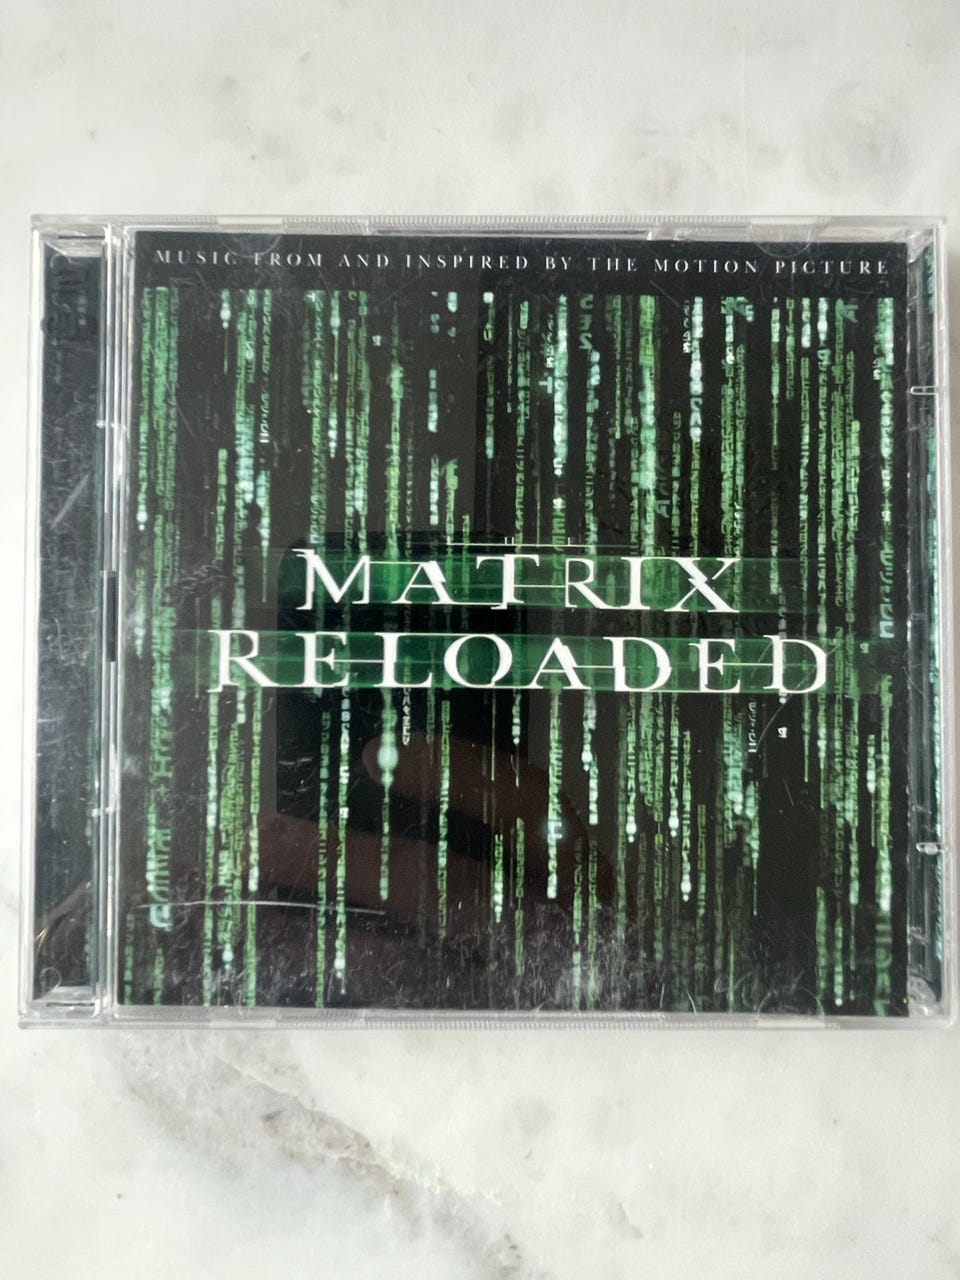 MUSIC FROM AND INSPIRED BY THE MOTION PICTURE
THE
MATRIX
RELOADED